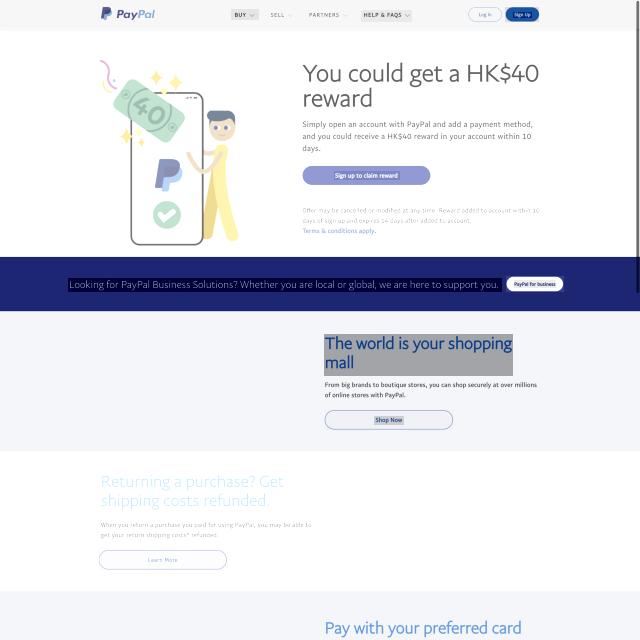 PayPal
BUY SELL PARTNERS HELP & FAQS Log In Sign Up
40
You could get a HK$40
reward
Simply open an account with PayPal and add a payment method,
and you could receive a HK$40 reward in your account within 10
days.
Sign up to claim reward
Offer may be cancelled or modified at any time. Reward added to account within 10
days of sign up and expires 14 days after added to account.
Terms & conditions apply.
Looking for PayPal Business Solutions? Whether you are local or global, we are here to support you. PayPal for business
The world is your shopping
mall
From big brands to boutique stores, you can shop securely at over millions
of online stores with PayPal.
Shop Now
Returning a purchase? Get
shipping costs refunded.
When you return a purchase you paid for using PayPal, you may be able to
get your return shipping costs* refunded.
Learn More
Pay with your preferred card